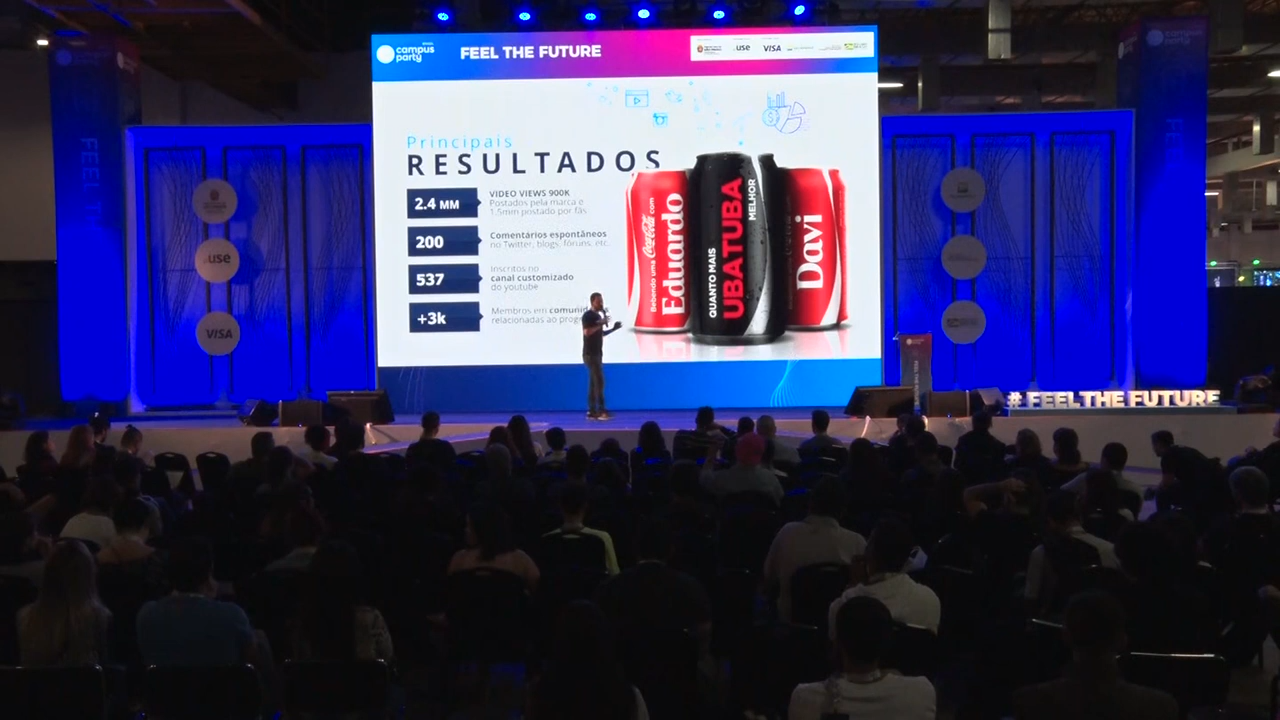 campus
party
FEEL THE FUTURE
.use
VISA
Principais
RESULTADOS
2.4 MM
VIDEO VIEWS 900K
Postados pela marca e
1.5mm postado por fãs
200
Comentários espontâneos
no Twitter, blogs, fóruns, etc.
537
Inscritos no
canal customizado
do youtube
+3k
Membros em
relacionadas ao
Bebendo uma Coca-Cola com
Eduardo
QUANTO MAIS
UBATUBA
MELHOR
Davi
.use
VISA
FEEL
# FEEL THE FUTURE